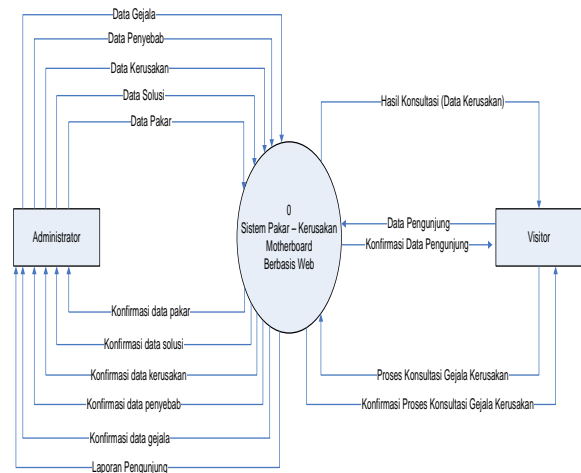 Data Gejala
Data Penyebab
Data Kerusakan
Data Solusi
Data Pakar
Administrator
0
Sistem Pakar – Kerusakan
Motherboard
Berbasis Web
Hasil Konsultasi (Data Kerusakan)
Data Pengunjung
Konfirmasi Data Pengunjung
Visitor
Konfirmasi data pakar
Konfirmasi data solusi
Konfirmasi data kerusakan
Konfirmasi data penyebab
Konfirmasi data gejala
Laporan Pengunjung
Proses Konsultasi Gejala Kerusakan
Konfirmasi Proses Konsultasi Gejala Kerusakan